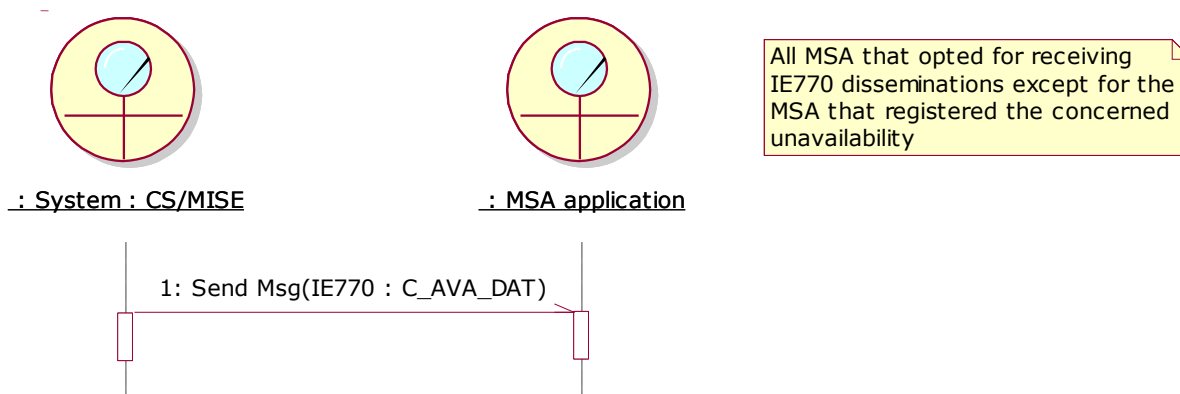 All MSA that opted for receiving
IE770 disseminations except for the
MSA that registered the concerned
unavailability
_ : System : CS/MISE
_ : MSA application
1: Send Msg(IE770 : C_AVA_DAT)